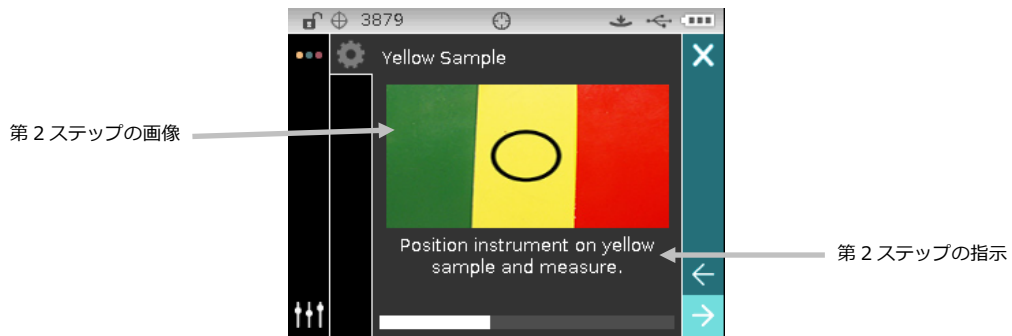 3879
Yellow Sample
第2ステップの画像
Position instrument on yellow
sample and measure.
第2ステップの指示